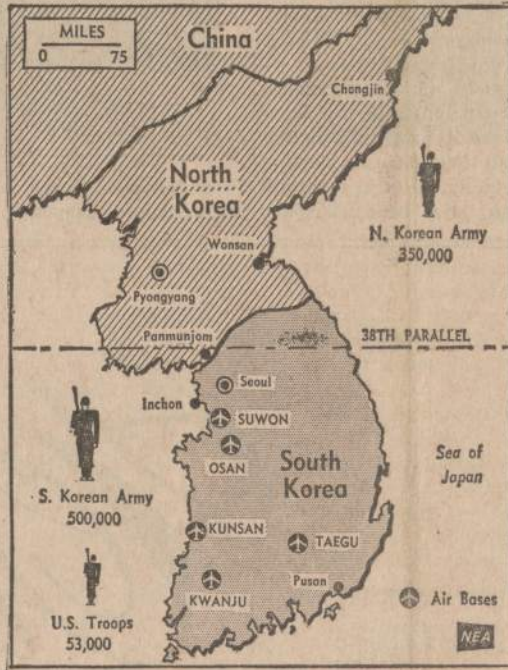 MILES
0 75
China
Chongjin
North
Korea
N. Korean Army
350,000
Wonsan
Pyongyang
Panmunjom
38TH PARALLEL
Seoul
Inchon
SUWON
OSAN
Sea of
Japan
South
Korea
S. Korean Army
500,000
KUNSAN
TAEGU
KWANJU
Pusan
Air Bases
U.S. Troops
53,000
NEA